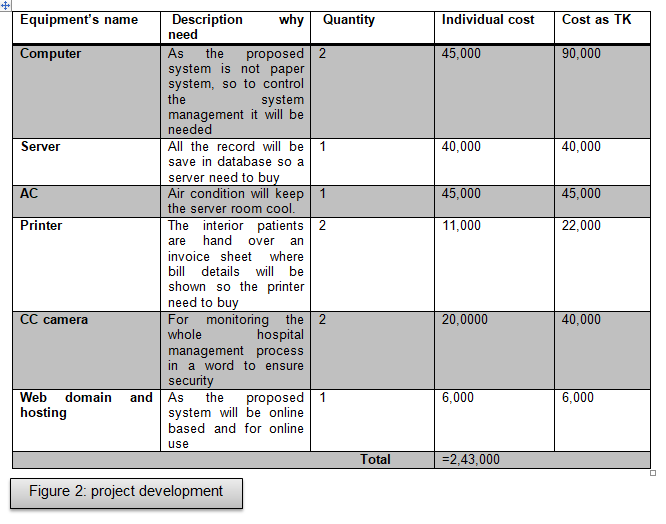 Equipment's name Description why Quantity Individual cost Cost as TK
need
Computer As the proposed 2 45,000 90,000
system is not paper
system, so to control
the system
management it will be
needed
Server All the record will be 1 40,000 40,000
save in database so a
server need to buy
AC Air condition will keep 1 45,000 45,000
the server room cool.
Printer The interior patients 2 11,000 22,000
are hand over an
invoice sheet where
bill details will be
shown so the printer
need to buy
CC camera For monitoring the 2 20,0000 40,000
whole hospital
management process
in a word to ensure
security
Web domain and As the proposed 1 6,000 6,000
hosting system will be online
based and for online
use
Total =2,43,000
Figure 2: project development